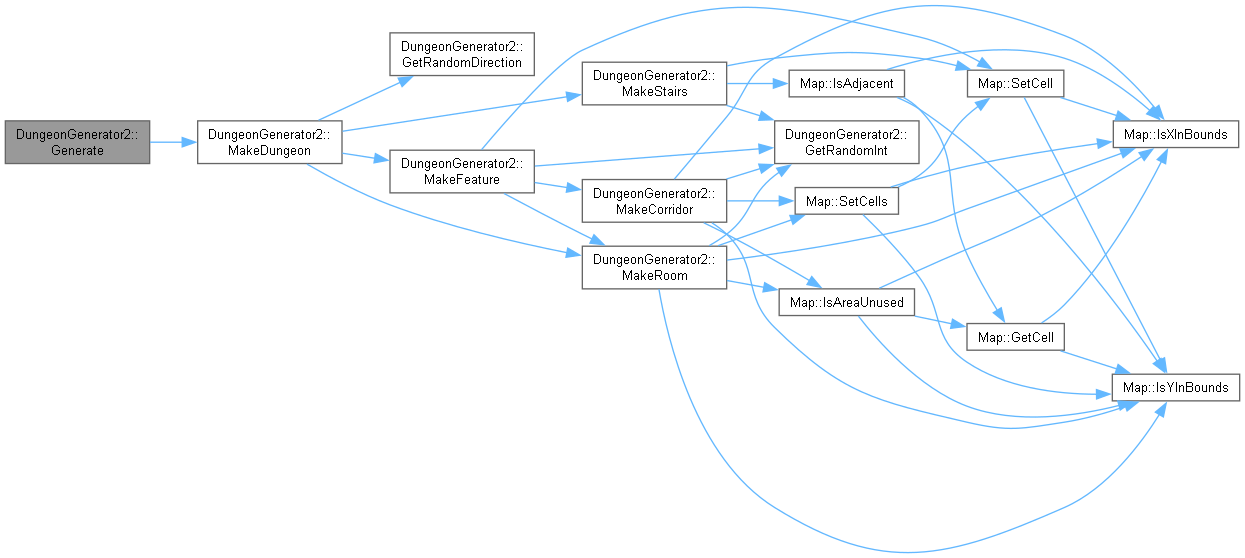 DungeonGenerator2::
Generate
DungeonGenerator2::
MakeDungeon
DungeonGenerator2::
GetRandomDirection
DungeonGenerator2::
MakeFeature
DungeonGenerator2::
MakeStairs
DungeonGenerator2::
MakeCorridor
DungeonGenerator2::
MakeRoom
Map::IsAdjacent
DungeonGenerator2::
GetRandomInt
Map::SetCells
Map::IsAreaUnused
Map::SetCell
Map::GetCell
Map::IsXInBounds
Map::IsYInBounds